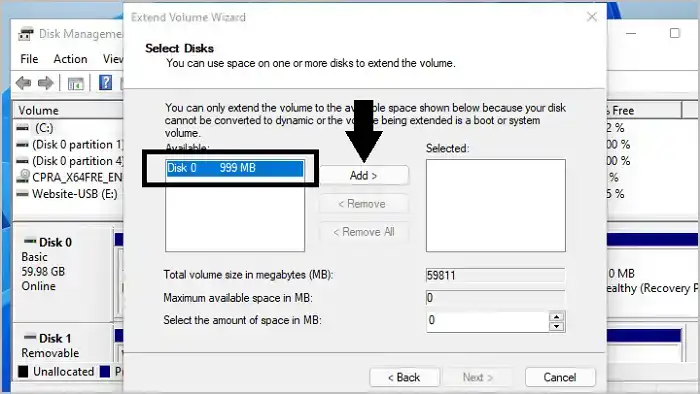 Extend Volume Wizard
Disk Managemen
File Action View
Select Disks
You can use space on one or more disks to extend the volume.
You can only extend the volume to the available space shown below because your disk
cannot be converted to dynamic or the volume being extended is a boot or system
volume.
Available:
Selected:
Disk 0 999 MB
Add >
< Remove
< Remove All
Total volume size in megabytes (MB):
59811
Maximum available space in MB:
0
Select the amount of space in MB:
0
< Back
Next >
Cancel
Volume
(C:)
(Disk 0 partition 1)
(Disk 0 partition 4)
CPRA_X64FRE_EN
Website-USB (E:)
% Free
2 %
00 %
00 %
%
5 %
Disk 0
Basic
59.98 GB
Online
0 MB
ealthy (Recovery P
Disk 1
Removable
Unallocated
P